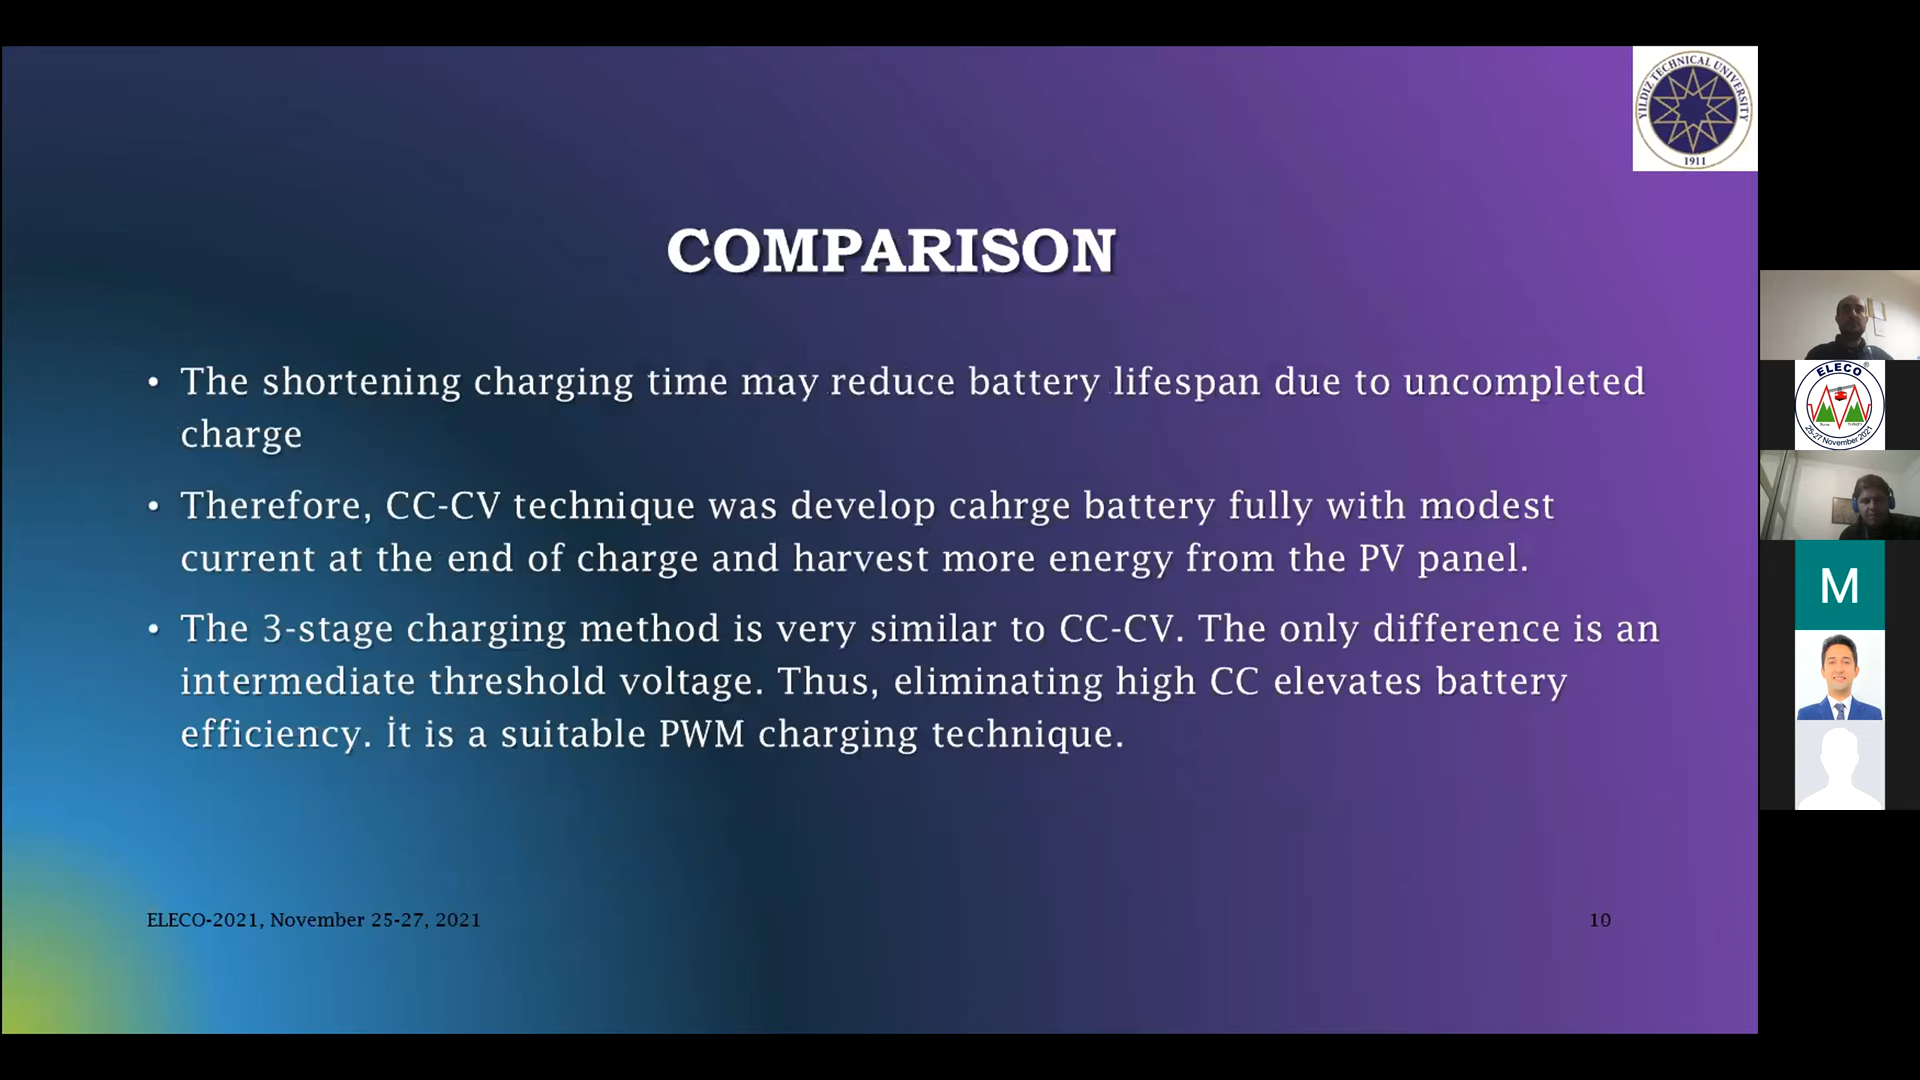 YILDIZ TECHNICAL UNIVERSITY
1911
COMPARISON
• The shortening charging time may reduce battery lifespan due to uncompleted
charge
• Therefore, CC-CV technique was develop cahrge battery fully with modest
current at the end of charge and harvest more energy from the PV panel.
• The 3-stage charging method is very similar to CC-CV. The only difference is an
intermediate threshold voltage. Thus, eliminating high CC elevates battery
efficiency. İt is a suitable PWM charging technique.
ELECO-2021, November 25-27, 2021
10
ELECO®
25-27 November 2021
M